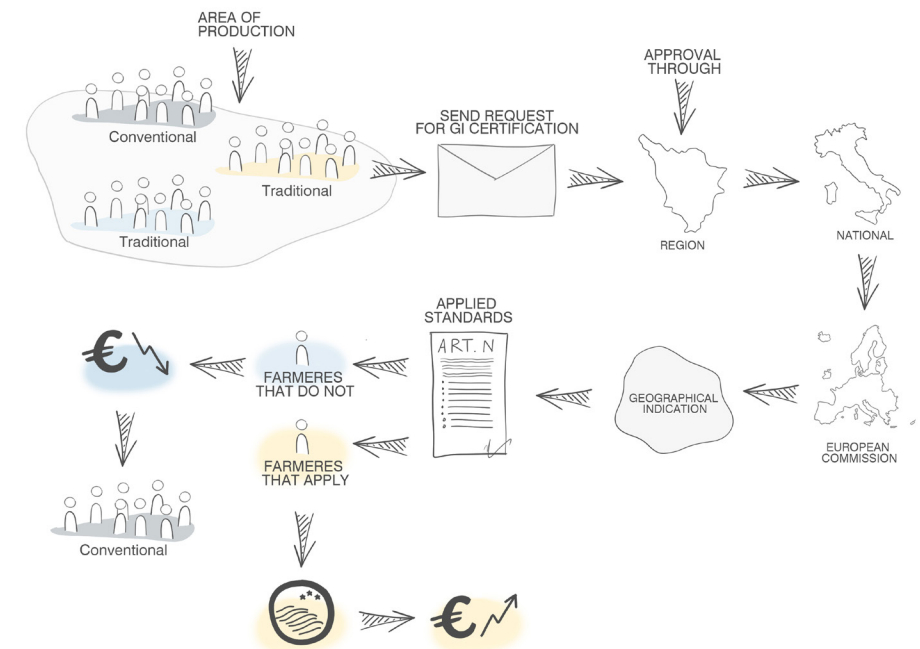 AREA OF
PRODUCTION
Conventional
Traditional
Traditional
SEND REQUEST
FOR GI CERTIFICATION
APPROVAL
THROUGH
REGION
NATIONAL
EUROPEAN
COMMISSION
GEOGRAPHICAL
INDICATION
APPLIED
STANDARDS
ART. N
FARMERES
THAT DO NOT
FARMERES
THAT APPLY
€
Conventional
€